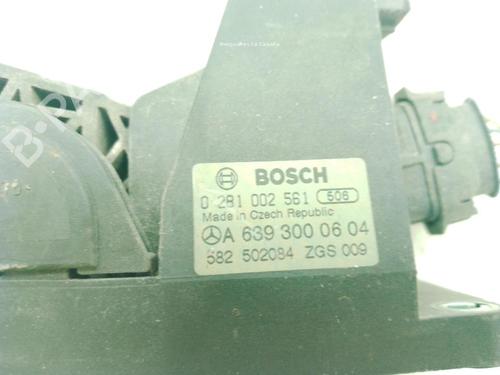 BOSCH
0 281 002 561 506
Made in Czech Republic
A 639 300 06 04
582 502084 ZGS 009